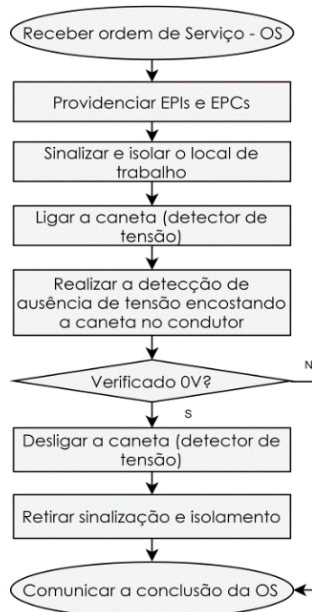 Receber ordem de Serviço - OS
Providenciar EPIs e EPCs
Sinalizar e isolar o local de
trabalho
Ligar a caneta (detector de
tensão)
Realizar a detecção de
ausência de tensão encostando
a caneta no condutor
Verificado 0V?
N
S
Desligar a caneta (detector de
tensão)
Retirar sinalização e isolamento
Comunicar a conclusão da OS